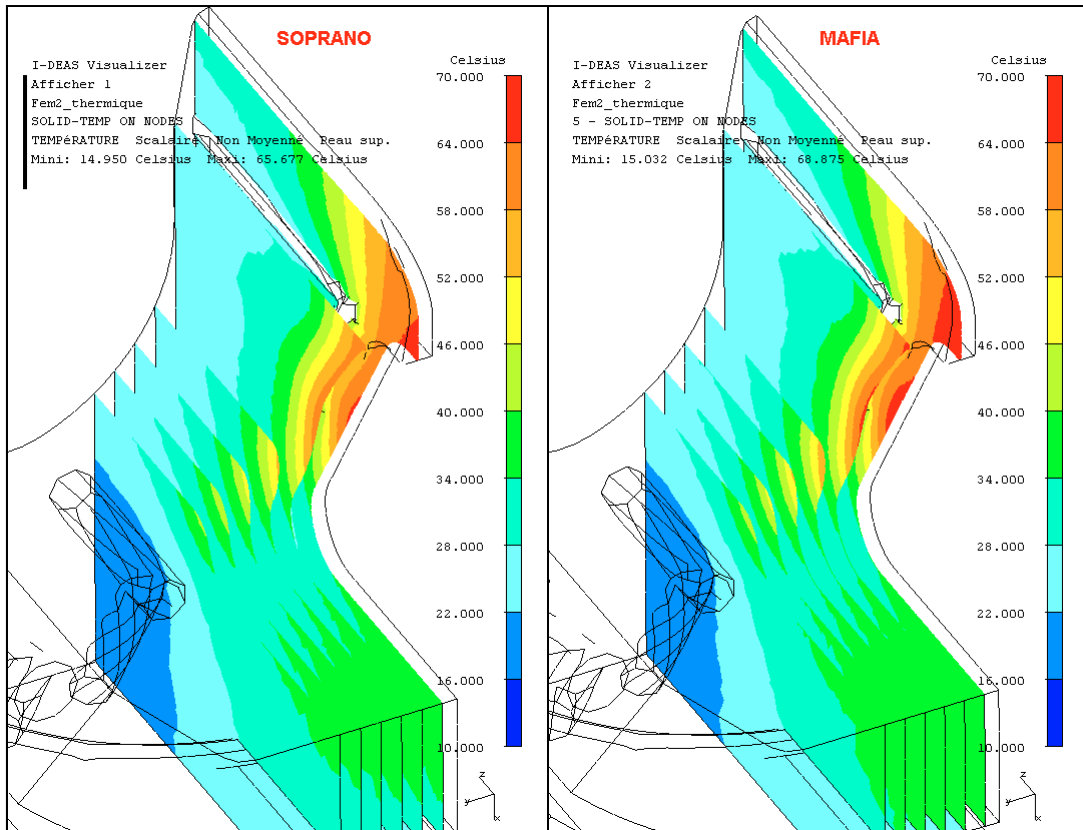 SOPRANO
I-DEAS Visualizer
Afficher 1
Fem2_thermique
SOLID-TEMP ON NODES
TEMPéRATURE Scalaire Non Moyenné Peau sup.
Mini: 14.950 Celsius Maxi: 65.677 Celsius
Celsius
70.000
64.000
58.000
52.000
46.000
40.000
34.000
28.000
22.000
16.000
10.000
z
y
x
MAFIA
I-DEAS Visualizer
Afficher 2
Fem2_thermique
5 - SOLID-TEMP ON NODES
TEMPéRATURE Scalaire Non Moyenné Peau sup.
Mini: 15.032 Celsius Maxi: 68.875 Celsius
Celsius
70.000
64.000
58.000
52.000
46.000
40.000
34.000
28.000
22.000
16.000
10.000
z
y
x